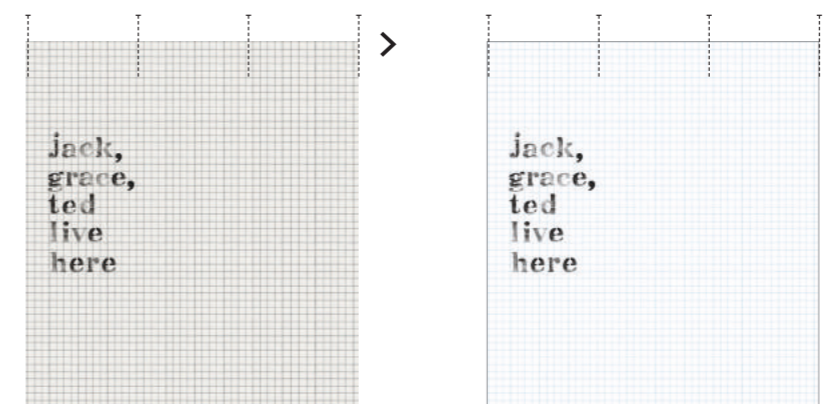 jack,
grace,
ted
live
here
jack,
grace,
ted
live
here